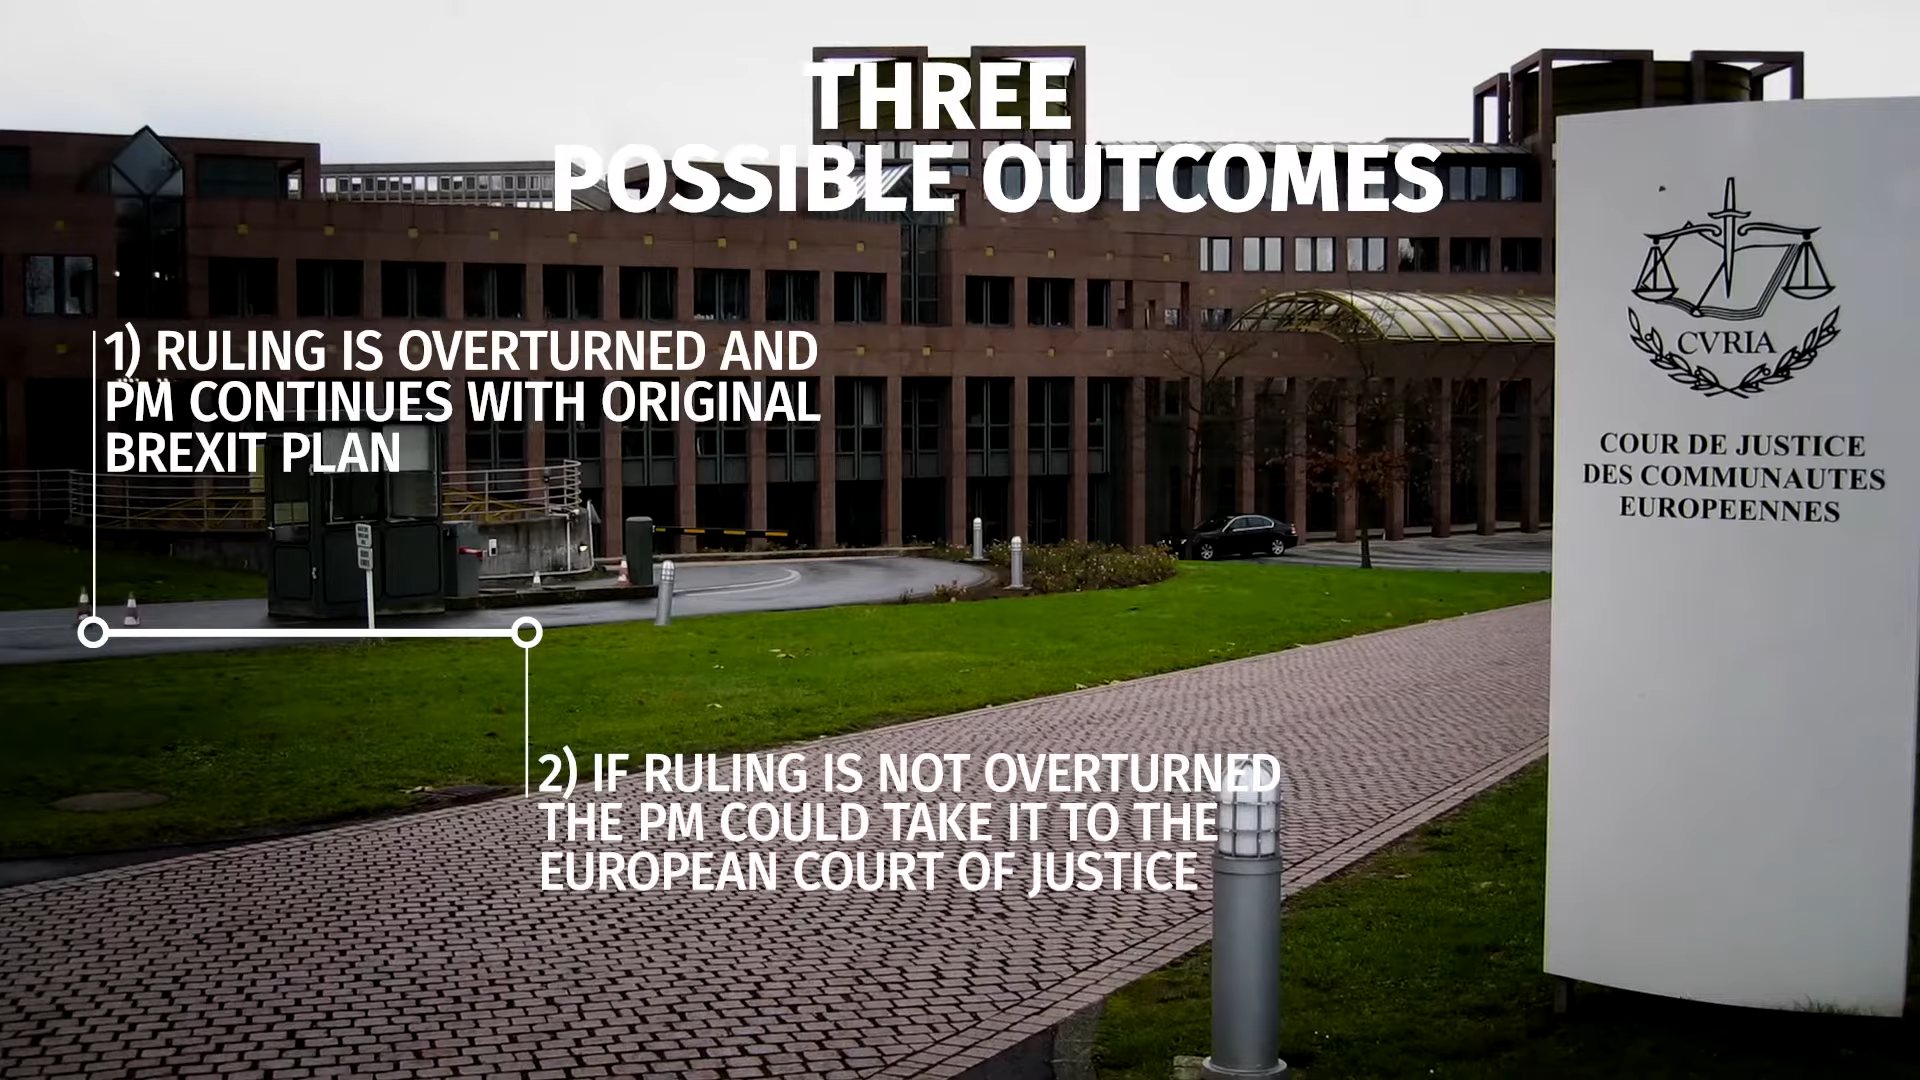 THREE
POSSIBLE OUTCOMES
1) RULING IS OVERTURNED AND
PM CONTINUES WITH ORIGINAL
BREXIT PLAN
2) IF RULING IS NOT OVERTURNED
THE PM COULD TAKE IT TO THE
EUROPEAN COURT OF JUSTICE
CVRIA
COUR DE JUSTICE
DES COMMUNAUTES
EUROPEENNES